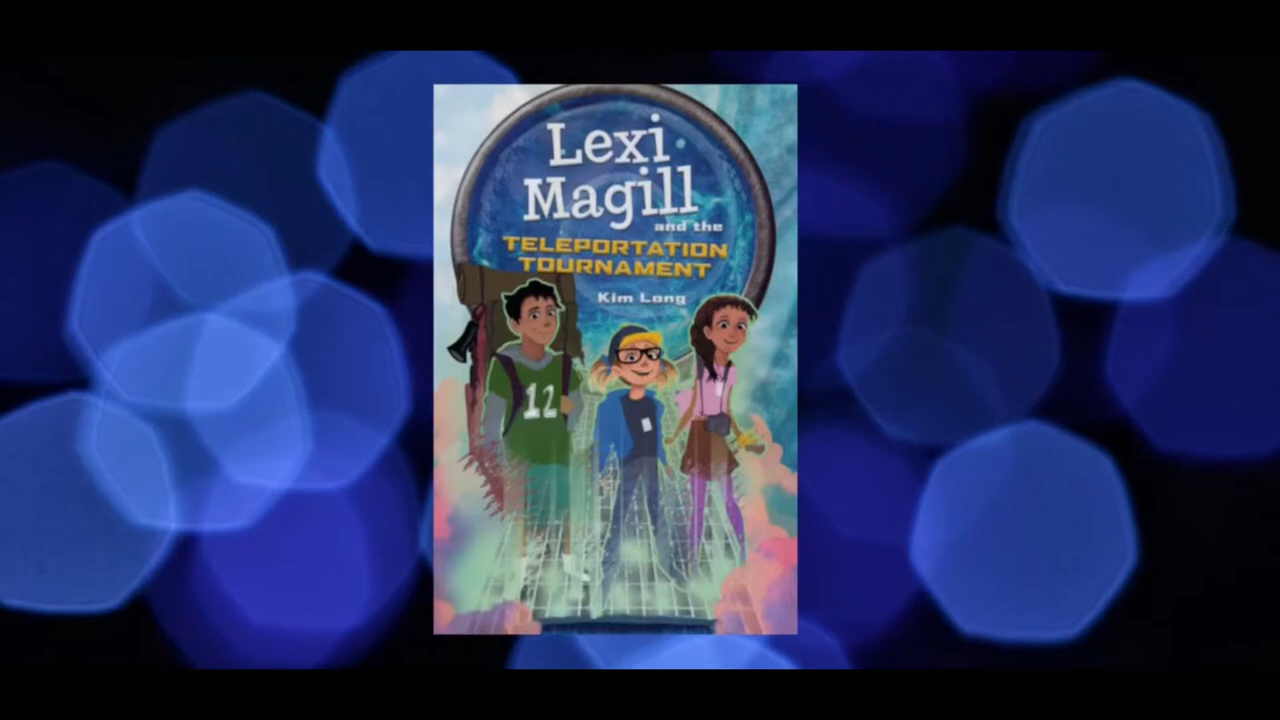 Lexi
Magill
and the
TELEPORTATION
TOURNAMENT
Kim Long
12